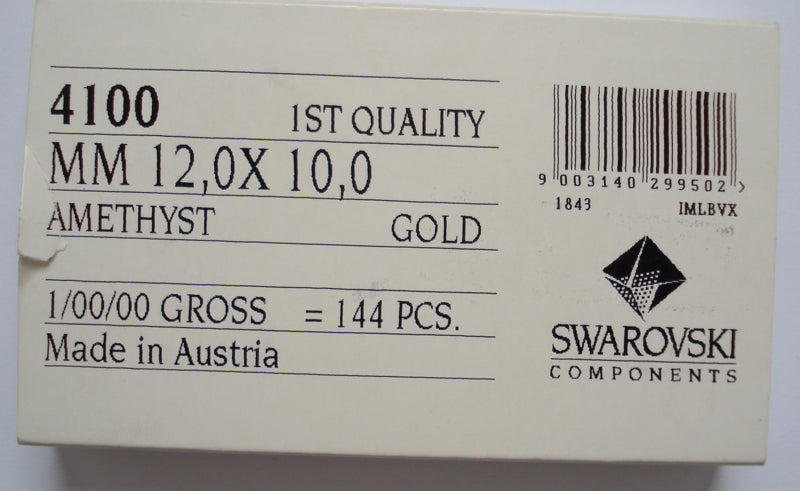 4100 1ST QUALITY
MM 12,0X 10,0
AMETHYST GOLD
1/00/00 GROSS = 144 PCS.
Made in Austria
9 003140 299502 >
1843 IMLBVX
SWAROVSKI
COMPONENTS